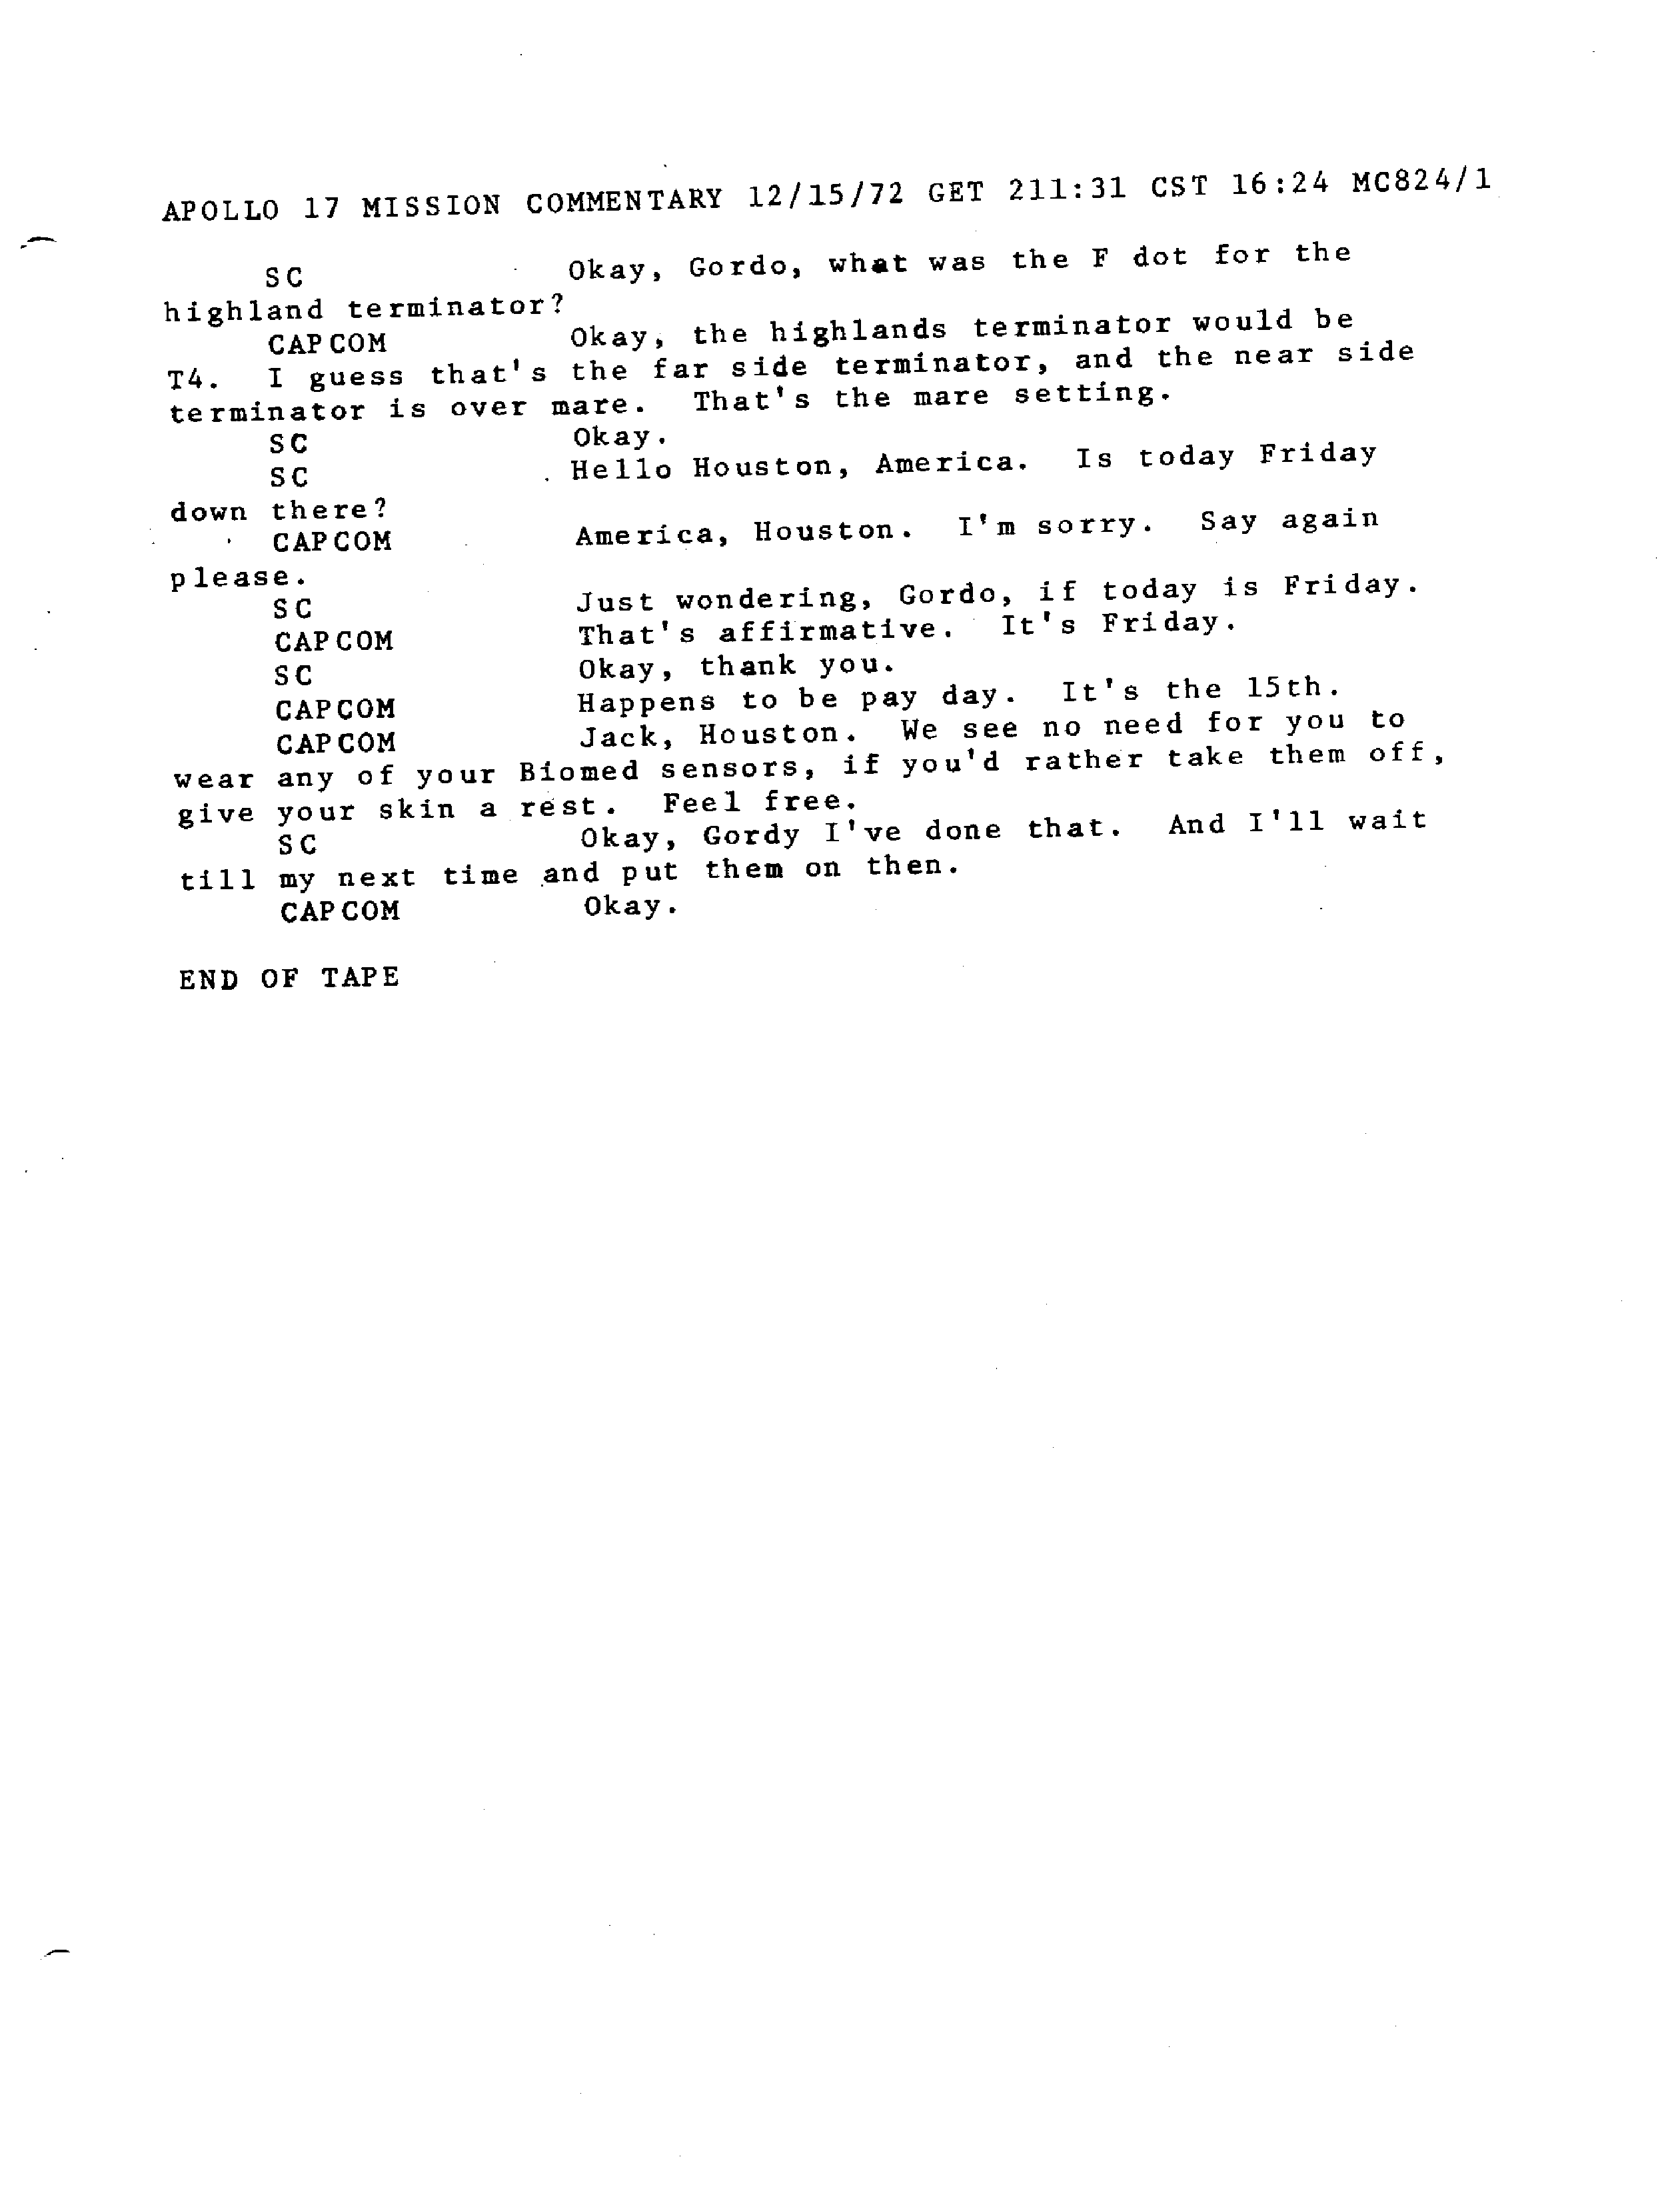 APOLLO 17 MISSION COMMENTARY 12/15/72 GET 211:31 CST 16:24 MC824/1
SC Okay, Gordo, what was the F dot for the
highland terminator?
CAPCOM Okay, the highlands terminator would be
T4. I guess that's the far side terminator, and the near side
terminator is over mare. That's the mare setting.
SC Okay.
SC Hello Houston, America. Is today Friday
down there?
CAPCOM America, Houston. I'm sorry. Say again
please.
SC Just wondering, Gordo, if today is Friday.
CAPCOM That's affirmative. It's Friday.
SC Okay, thank you.
CAPCOM Happens to be pay day. It's the 15th.
CAPCOM Jack, Houston. We see no need for you to
wear any of your Biomed sensors, if you'd rather take them off,
give your skin a rest. Feel free.
SC Okay, Gordy I've done that. And I'll wait
till my next time and put them on then.
CAPCOM Okay.
END OF TAPE